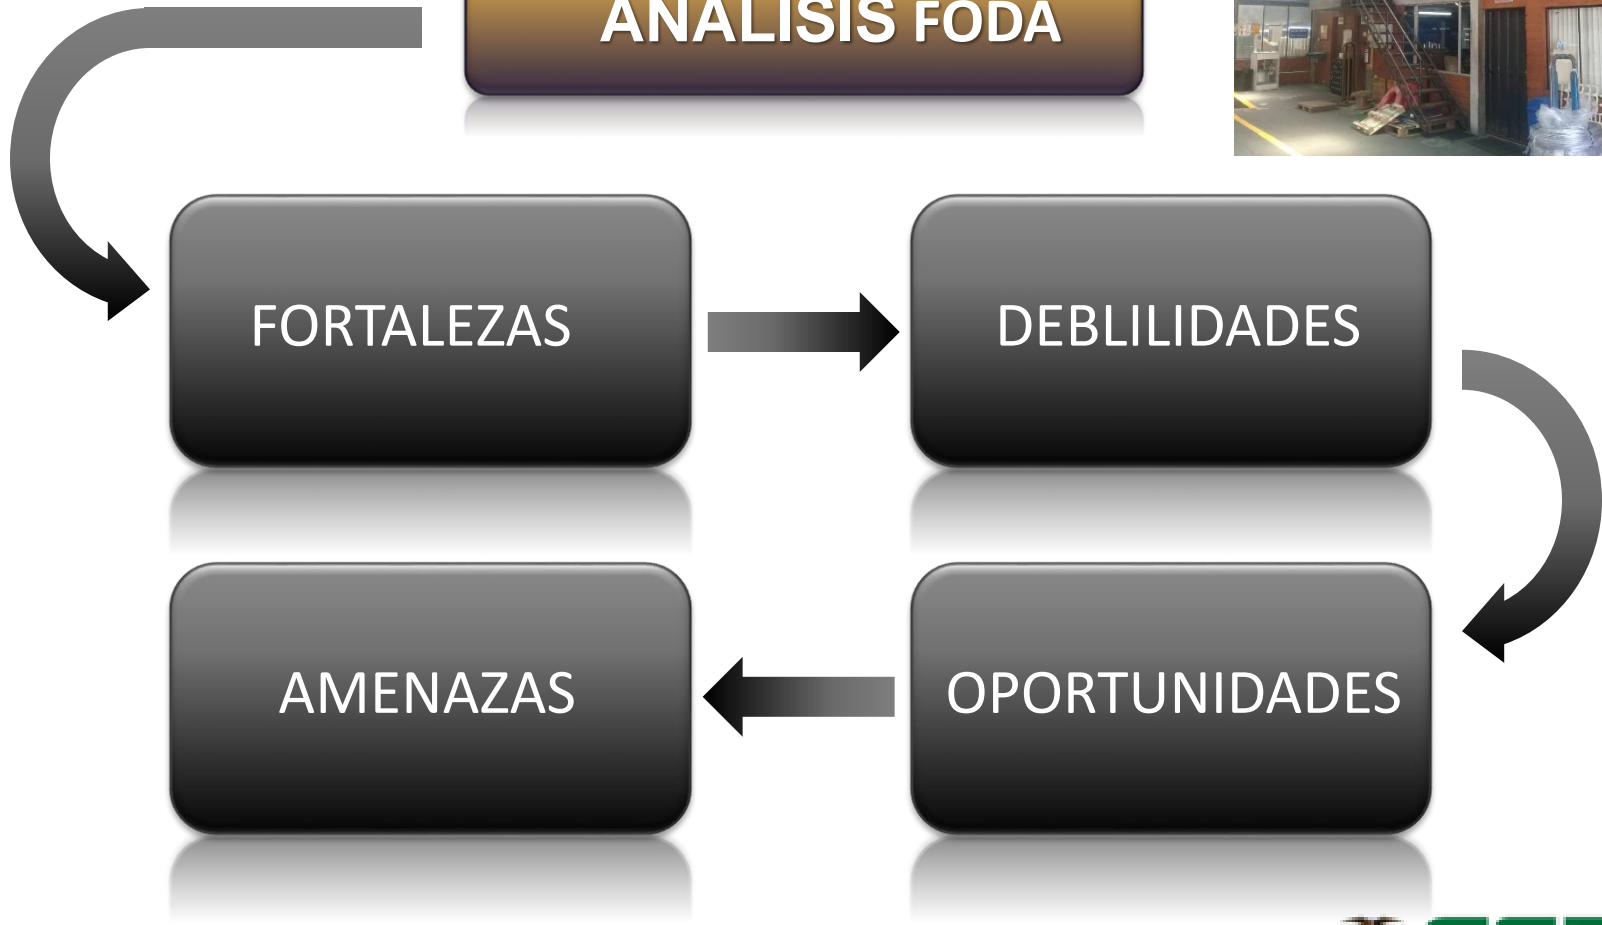 ANALISIS FODA
FORTALEZAS
DEBLILIDADES
AMENAZAS
OPORTUNIDADES